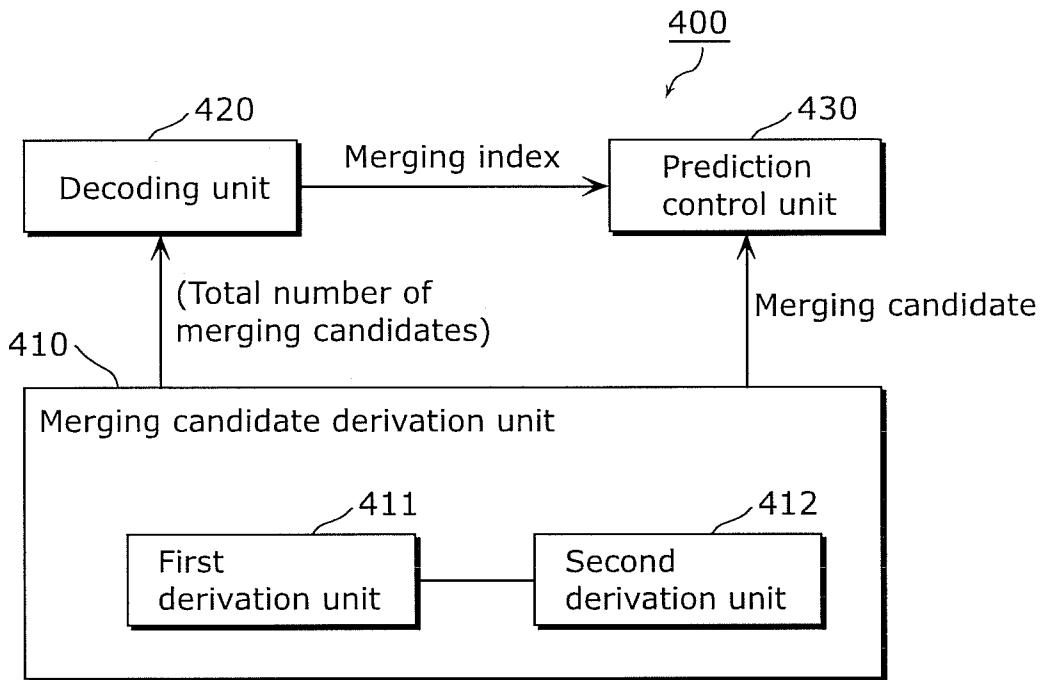 400
420
430
Decoding unit
Merging index
Prediction
control unit
(Total number of
merging candidates)
Merging candidate
410
Merging candidate derivation unit
411
412
First
derivation unit
Second
derivation unit